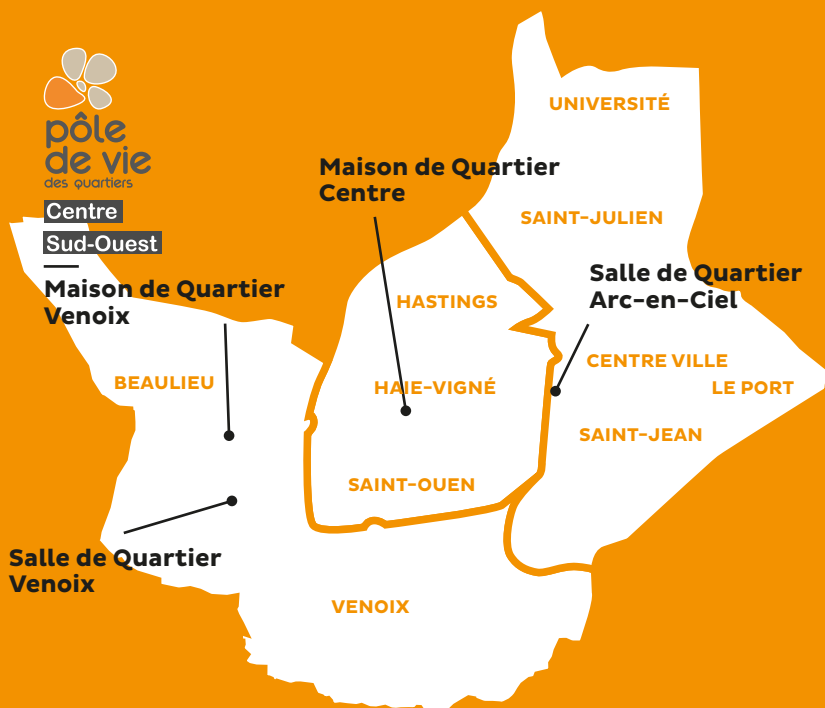 pôle
de vie
des quartiers
Centre
Sud-Ouest
UNIVERSITÉ
Maison de Quartier
Centre
SAINT-JULIEN
Salle de Quartier
Arc-en-Ciel
Maison de Quartier
Venoix
HASTINGS
CENTRE VILLE
BEAULIEU
HAIE-VIGNÉ
LE PORT
SAINT-JEAN
SAINT-OUEN
Salle de Quartier
Venoix
VENOIX